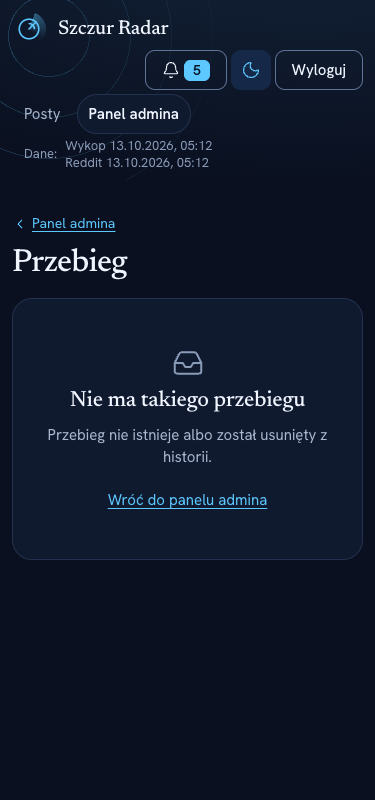 Szczur Radar
5
Wyloguj
Posty
Panel admina
Dane:
Wykop 13.10.2026, 05:12
Reddit 13.10.2026, 05:12
Panel admina
Przebieg
Nie ma takiego przebiegu
Przebieg nie istnieje albo został usunięty z
historii.
Wróć do panelu admina